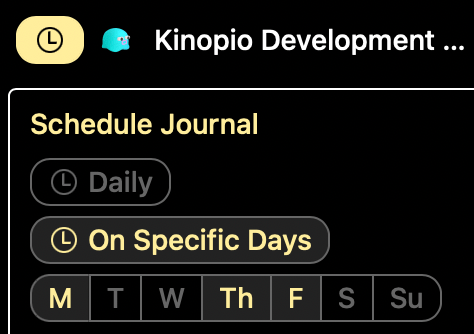 Kinopio Development ...
Schedule Journal
Daily
On Specific Days
M T W Th F S Su